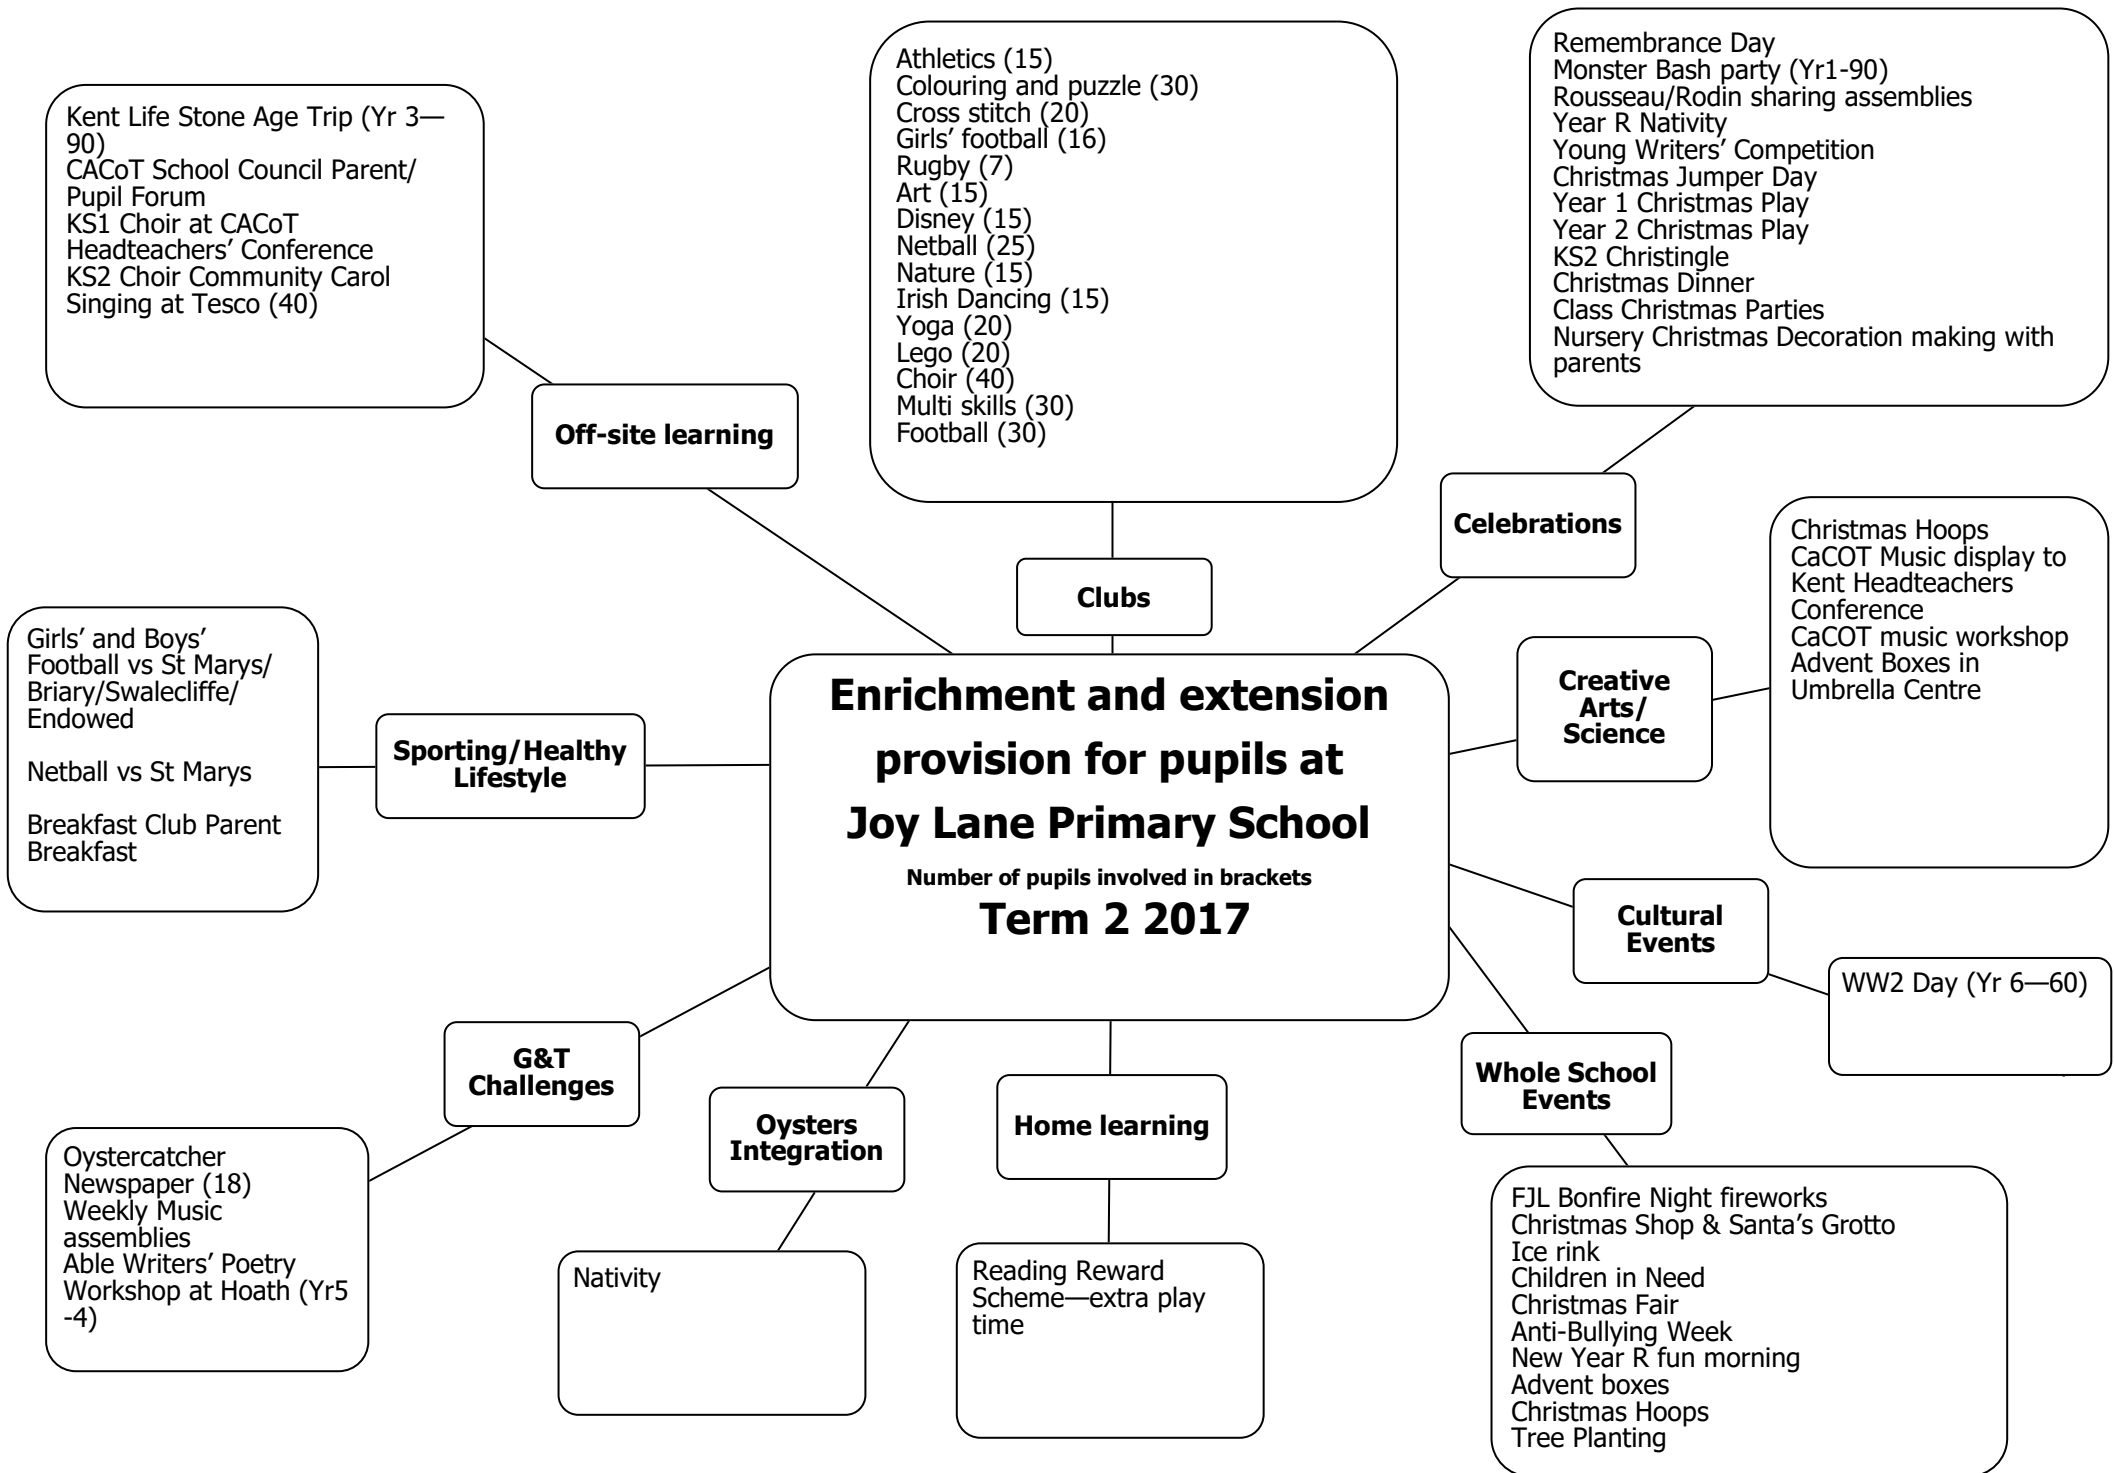 Kent Life Stone Age Trip (Yr 3—
90)
CACoT School Council Parent/
Pupil Forum
KS1 Choir at CACoT
Headteachers’ Conference
KS2 Choir Community Carol
Singing at Tesco (40)
Off-site learning
Athletics (15)
Colouring and puzzle (30)
Cross stitch (20)
Girls’ football (16)
Rugby (7)
Art (15)
Disney (15)
Netball (25)
Nature (15)
Irish Dancing (15)
Yoga (20)
Lego (20)
Choir (40)
Multi skills (30)
Football (30)
Clubs
Remembrance Day
Monster Bash party (Yr1-90)
Rousseau/Rodin sharing assemblies
Year R Nativity
Young Writers’ Competition
Christmas Jumper Day
Year 1 Christmas Play
Year 2 Christmas Play
KS2 Christingle
Christmas Dinner
Class Christmas Parties
Nursery Christmas Decoration making with
parents
Celebrations
Christmas Hoops
CaCOT Music display to
Kent Headteachers
Conference
CaCOT music workshop
Advent Boxes in
Umbrella Centre
Creative
Arts/
Science
Girls’ and Boys’
Football vs St Marys/
Briary/Swalecliffe/
Endowed
Netball vs St Marys
Breakfast Club Parent
Breakfast
Sporting/Healthy
Lifestyle
Enrichment and extension
provision for pupils at
Joy Lane Primary School
Number of pupils involved in brackets
Term 2 2017
Cultural
Events
WW2 Day (Yr 6—60)
G&T
Challenges
Oystercatcher
Newspaper (18)
Weekly Music
assemblies
Able Writers’ Poetry
Workshop at Hoath (Yr5
-4)
Oysters
Integration
Nativity
Home learning
Reading Reward
Scheme—extra play
time
Whole School
Events
FJL Bonfire Night fireworks
Christmas Shop & Santa’s Grotto
Ice rink
Children in Need
Christmas Fair
Anti-Bullying Week
New Year R fun morning
Advent boxes
Christmas Hoops
Tree Planting